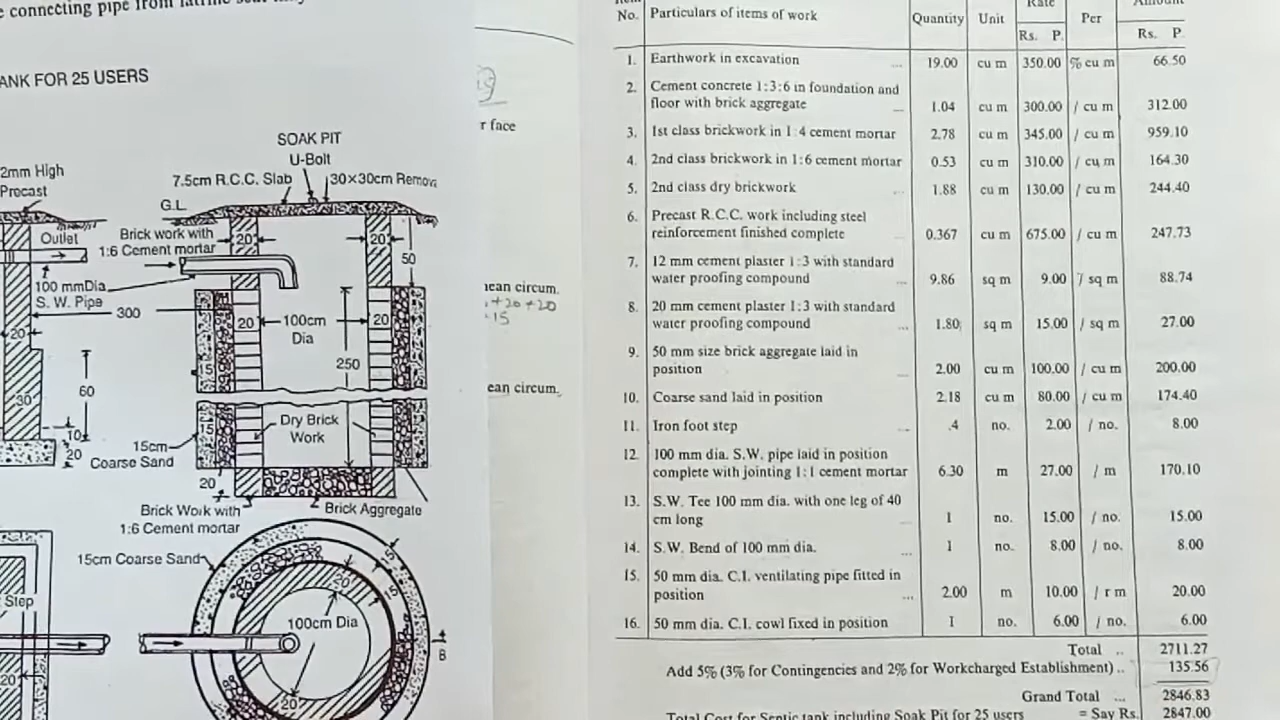 e connecting pipe from latrine seat may
ANK FOR 25 USERS
SOAK PIT
U-Bolt
2mm High
Precast
7.5cm R.C.C. Slab
30×30cm Remova
G.L.
Outlet
Brick work with
1:6 Cement mortar
20
20
50
100 mmDia
S. W. Pipe
300
20
20
100cm
Dia
20
15
250
60
30
15
Dry Brick
Work
10
20
15cm
Coarse Sand
20
Brick Work with
1:6 Cement mortar
Brick Aggregate
15cm Coarse Sand
15
20
15
Step
100cm Dia
B
20
20
r face
nean circum.
+20+20
15
ean circum.
Item Rate Amount
No. Particulars of items of work Quantity Unit Per
Rs. P. Rs. P.
1. Earthwork in excavation ... 19.00 cu m 350.00 % cu m 66.50
2. Cement concrete 1:3:6 in foundation and
floor with brick aggregate ... 1.04 cu m 300.00 / cu m 312.00
3. 1st class brickwork in 1:4 cement mortar 2.78 cu m 345.00 / cu m 959.10
4. 2nd class brickwork in 1:6 cement mortar 0.53 cu m 310.00 / cu m 164.30
5. 2nd class dry brickwork ... 1.88 cu m 130.00 / cu m 244.40
6. Precast R.C.C. work including steel
reinforcement finished complete ... 0.367 cu m 675.00 / cu m 247.73
7. 12 mm cement plaster 1:3 with standard
water proofing compound ... 9.86 sq m 9.00 / sq m 88.74
8. 20 mm cement plaster 1:3 with standard
water proofing compound ... 1.80 sq m 15.00 / sq m 27.00
9. 50 mm size brick aggregate laid in
position ... 2.00 cu m 100.00 / cu m 200.00
10. Coarse sand laid in position ... 2.18 cu m 80.00 / cu m 174.40
11. Iron foot step ... .4 no. 2.00 / no. 8.00
12. 100 mm dia. S.W. pipe laid in position
complete with jointing 1:1 cement mortar 6.30 m 27.00 / m 170.10
13. S.W. Tee 100 mm dia. with one leg of 40
cm long ... 1 no. 15.00 / no. 15.00
14. S.W. Bend of 100 mm dia. ... 1 no. 8.00 / no. 8.00
15. 50 mm dia. C.I. ventilating pipe fitted in
position ... 2.00 m 10.00 / r m 20.00
16. 50 mm dia. C.I. cowl fixed in position 1 no. 6.00 / no. 6.00
Total .. 2711.27
Add 5% (3% for Contingencies and 2% for Workcharged Establishment) .. 135.56
Grand Total ... 2846.83
Total Cost for Septic tank including Soak Pit for 25 users = Say Rs. 2847.00